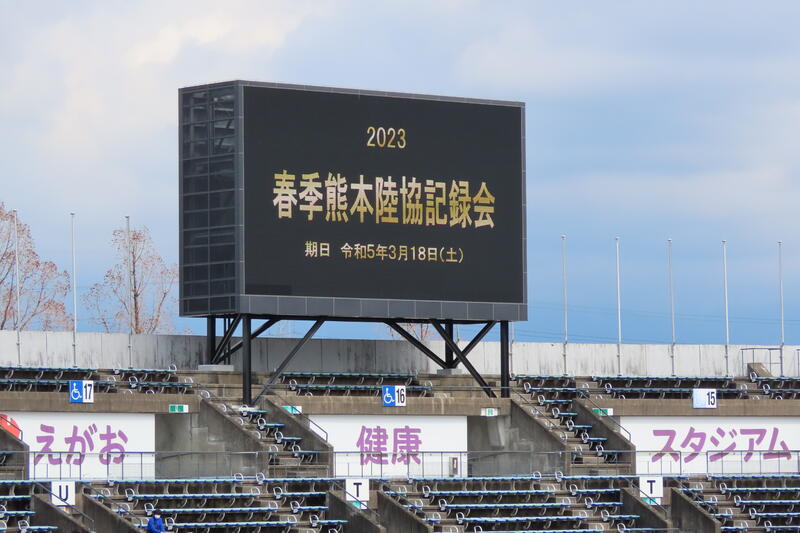 2023
春季熊本陸協記録会
期日 令和5年3月18日(土)
17
16
15
えがお
健康
スタジアム
U
T
T